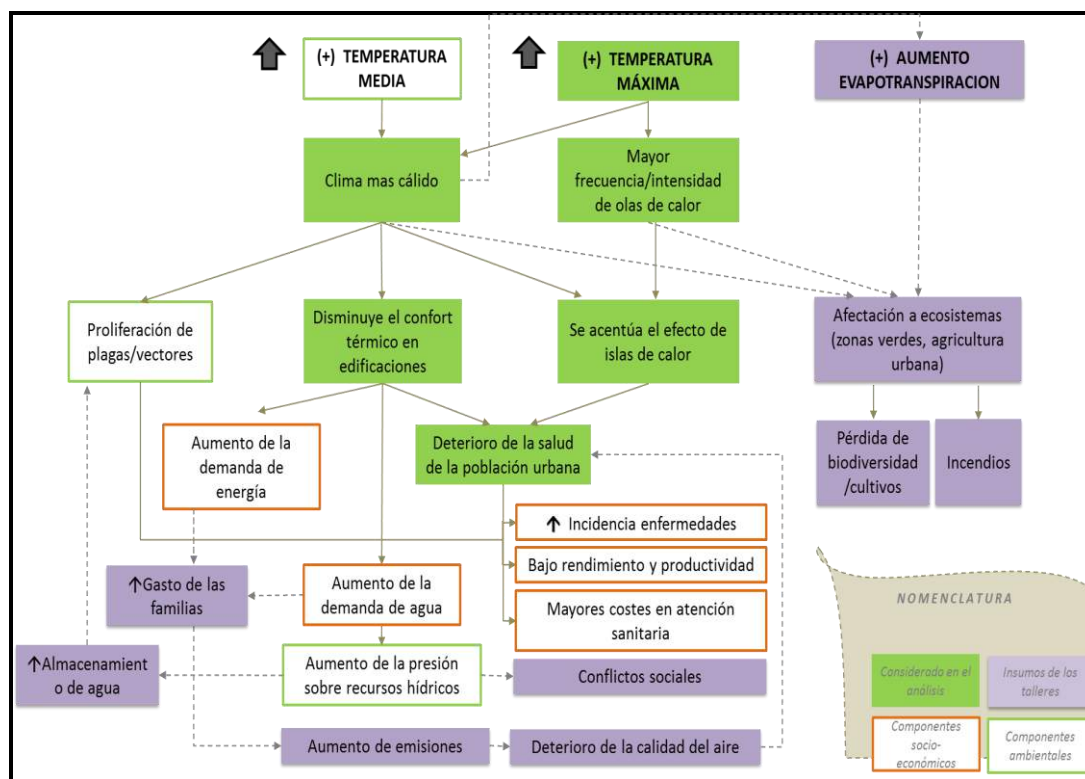 (+) TEMPERATURA
MEDIA
(+) TEMPERATURA
MÁXIMA
(+) AUMENTO
EVAPOTRANSPIRACION
Clima mas cálido
Mayor
frecuencia/intensidad
de olas de calor
Proliferación de
plagas/vectores
Disminuye el confort
térmico en
edificaciones
Se acentúa el efecto de
islas de calor
Afectación a ecosistemas
(zonas verdes, agricultura
urbana)
Aumento de la
demanda de
energía
Deterioro de la salud
de la población urbana
Pérdida de
biodiversidad
/cultivos
Incendios
↑ Incidencia enfermedades
Bajo rendimiento y productividad
Mayores costes en atención
sanitaria
↑Gasto de las
familias
Aumento de la
demanda de agua
↑Almacenamient
o de agua
Aumento de la presión
sobre recursos hídricos
Conflictos sociales
Aumento de emisiones
Deterioro de la calidad del aire
NOMENCLATURA
Considerado en el
análisis
Insumos de los
talleres
Componentes
socio-
económicos
Componentes
ambientales